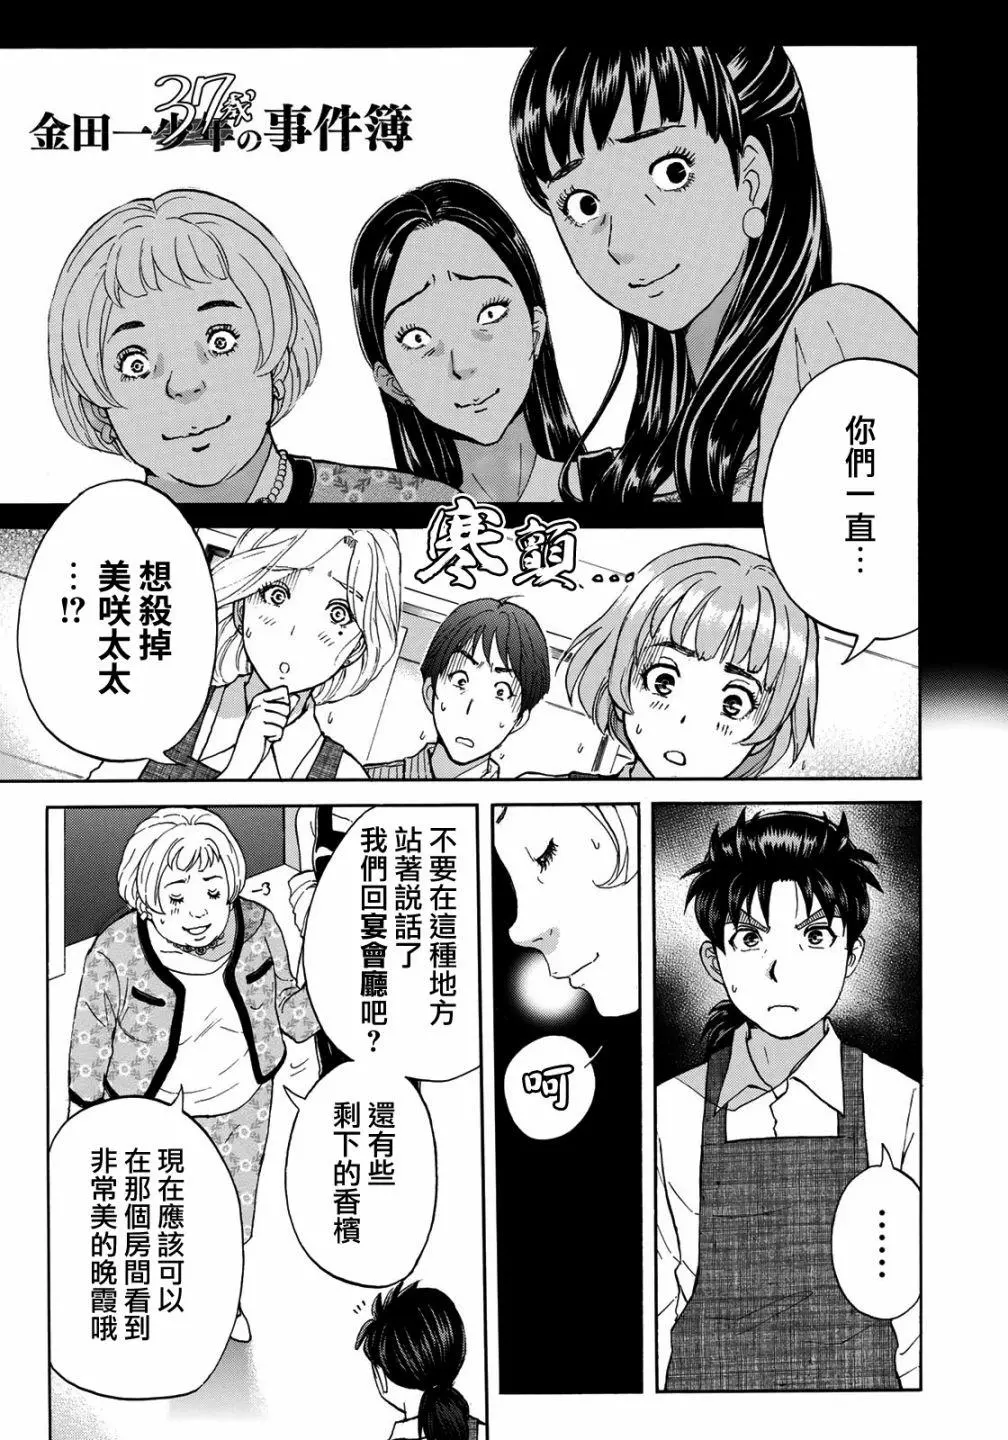 金田一少年の事件簿
37歳
你們一直…
寒顫……
想殺掉
美咲太太
…!?
……
呵
不要在這種地方
站著說話了
我們回宴會廳吧?
還有些
剩下的香檳
現在應該可以
在那個房間看到
非常美的晚霞哦